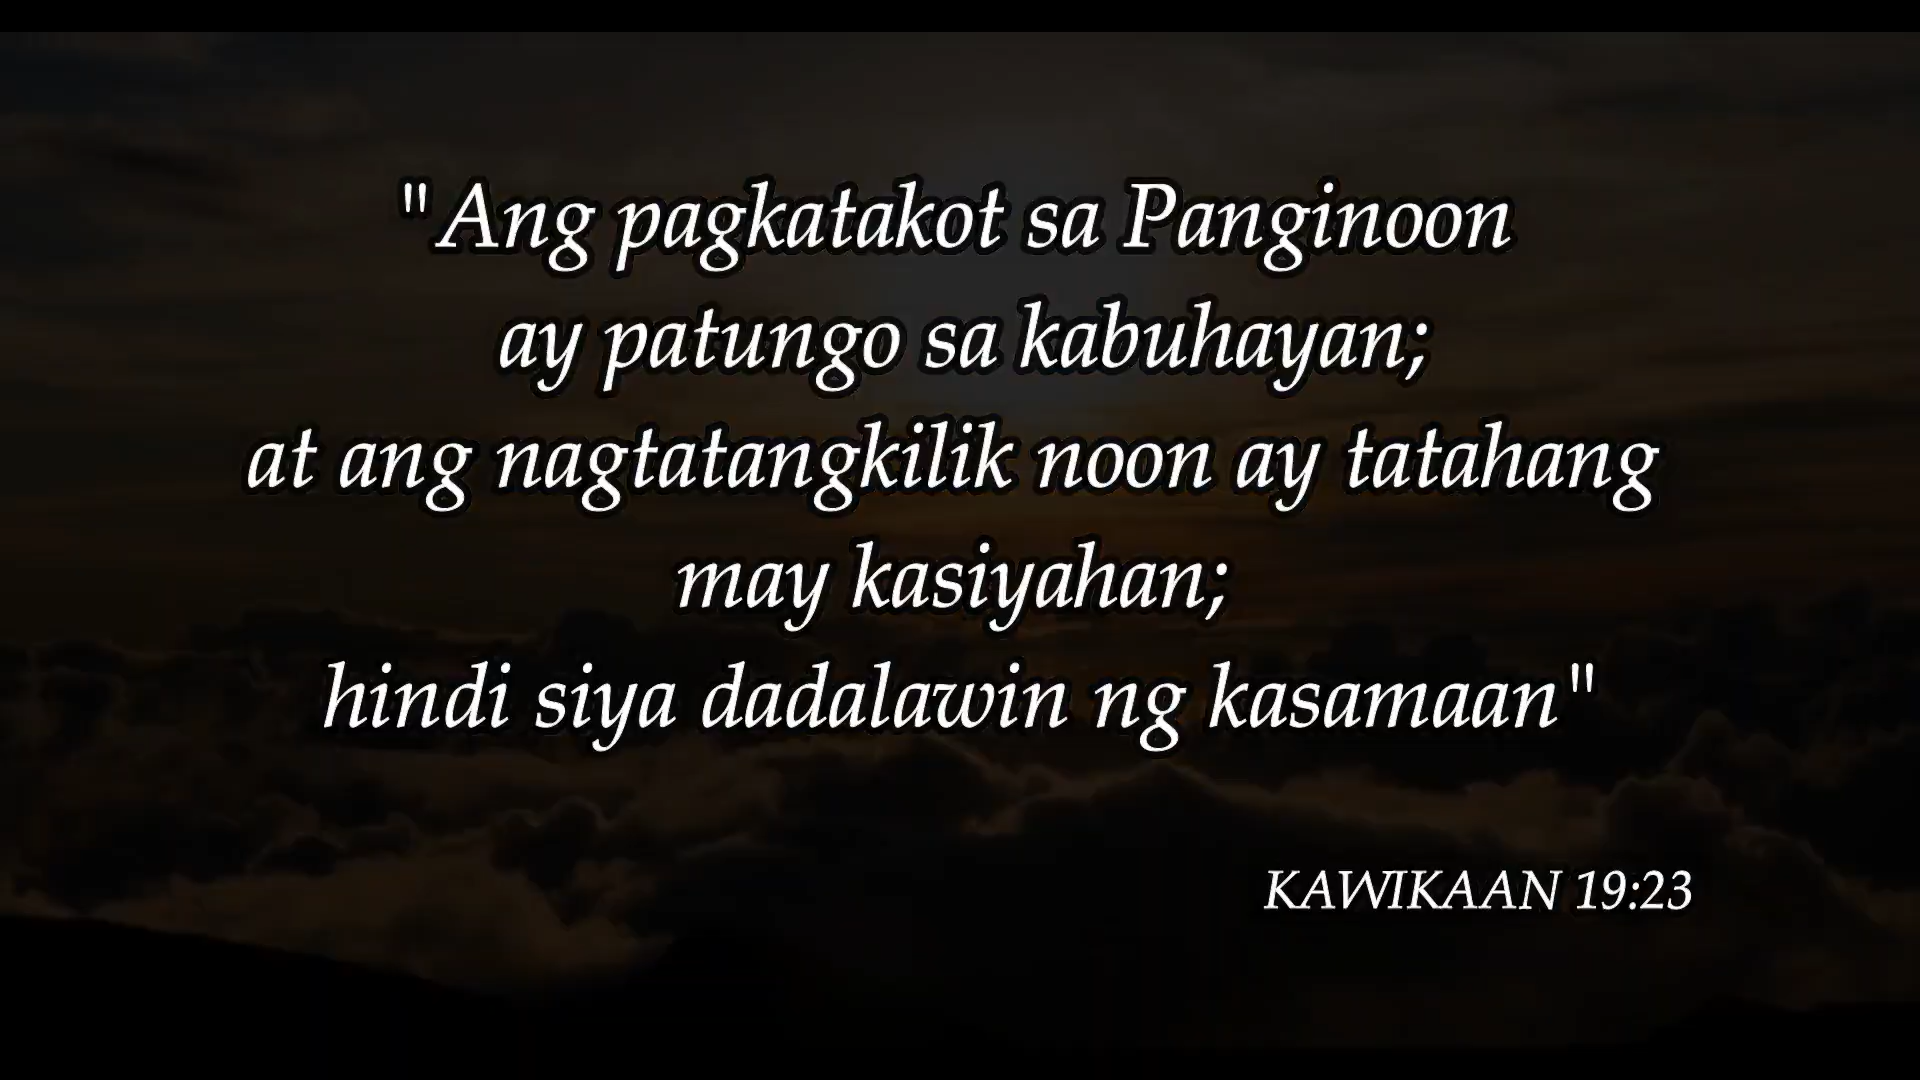 "Ang pagkatakot sa Panginoon
ay patungo sa kabuhayan;
at ang nagtatangkilik noon ay tatahang
may kasiyahan;
hindi siya dadalawin ng kasamaan"
KAWIKAAN 19:23